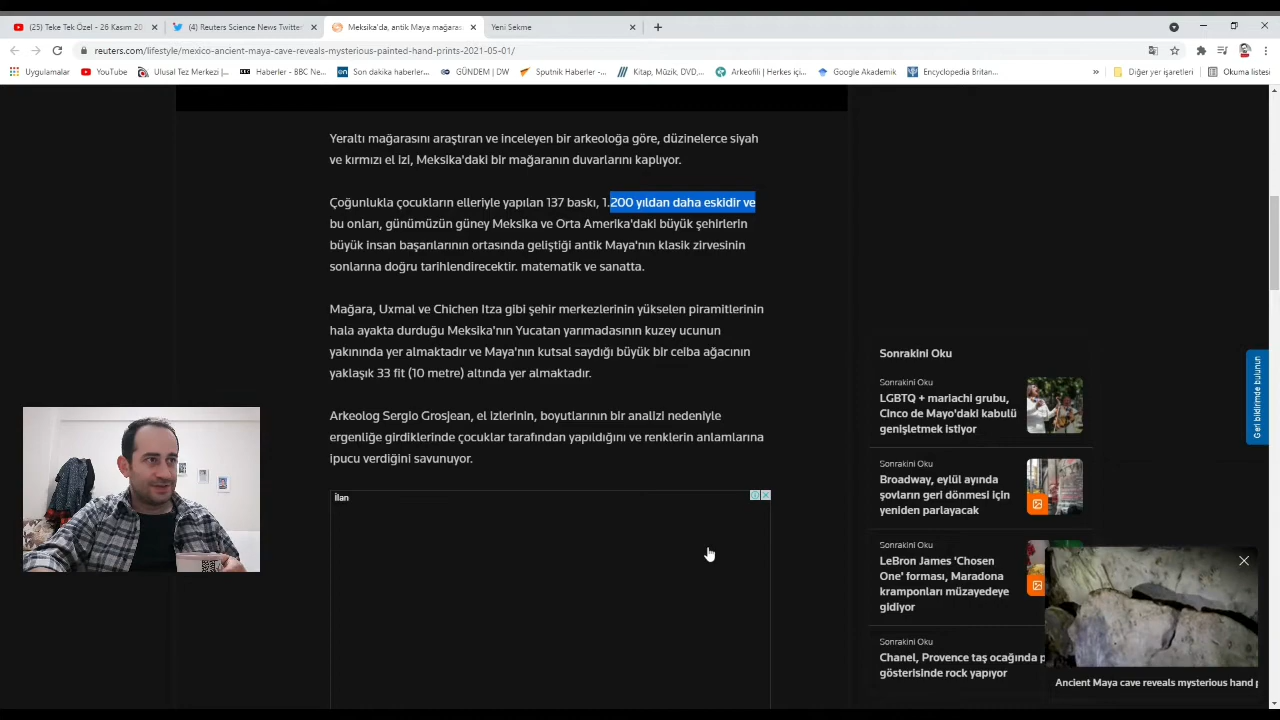 (25) Teke Tek Özel - 26 Kasım 20
(4) Reuters Science News Twitter
Meksika'da, antik Maya mağaras
Yeni Sekme
reuters.com/lifestyle/mexico-ancient-maya-cave-reveals-mysterious-painted-hand-prints-2021-05-01/
Uygulamalar
YouTube
Ulusal Tez Merkezi |...
Haberler - BBC Ne...
Son dakika haberler...
GÜNDEM | DW
Sputnik Haberler -...
Kitap, Müzik, DVD,...
Arkeofili | Herkes içi...
Google Akademik
Encyclopedia Britan...
»
Diğer yer işaretleri
Okuma listesi
Yeraltı mağarasını araştıran ve inceleyen bir arkeoloğa göre, düzinelerce siyah
ve kırmızı el izi, Meksika'daki bir mağaranın duvarlarını kaplıyor.
Çoğunlukla çocukların elleriyle yapılan 137 baskı, 1.200 yıldan daha eskidir ve
bu onları, günümüzün güney Meksika ve Orta Amerika'daki büyük şehirlerin
büyük insan başarılarının ortasında geliştiği antik Maya'nın klasik zirvesinin
sonlarına doğru tarihlendirecektir. matematik ve sanatta.
Mağara, Uxmal ve Chichen Itza gibi şehir merkezlerinin yükselen piramitlerinin
hala ayakta durduğu Meksika'nın Yucatan yarımadasının kuzey ucunun
yakınında yer almaktadır ve Maya'nın kutsal saydığı büyük bir ceiba ağacının
yaklaşık 33 fit (10 metre) altında yer almaktadır.
Arkeolog Sergio Grosjean, el izlerinin, boyutlarının bir analizi nedeniyle
ergenliğe girdiklerinde çocuklar tarafından yapıldığını ve renklerin anlamlarına
ipucu verdiğini savunuyor.
İlan
Sonrakini Oku
Sonrakini Oku
LGBTQ + mariachi grubu,
Cinco de Mayo'daki kabulü
genişletmek istiyor
Sonrakini Oku
Broadway, eylül ayında
şovların geri dönmesi için
yeniden parlayacak
Sonrakini Oku
LeBron James 'Chosen
One' forması, Maradona
kramponları müzayedeye
gidiyor
Sonrakini Oku
Chanel, Provence taş ocağında p
gösterisinde rock yapıyor
Geri bildirimde bulunun
Ancient Maya cave reveals mysterious hand p